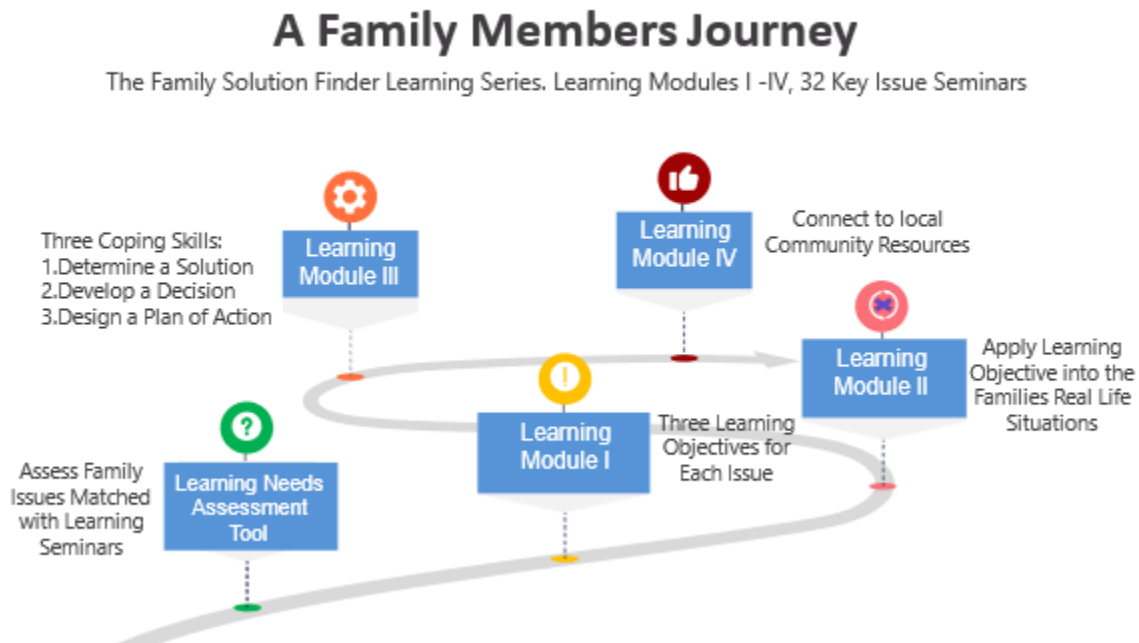 A Family Members Journey
The Family Solution Finder Learning Series. Learning Modules I -IV, 32 Key Issue Seminars
Three Coping Skills:
1.Determine a Solution
2.Develop a Decision
3.Design a Plan of Action
Learning
Module III
Learning
Module IV
Connect to local
Community Resources
Learning
Module II
Apply Learning
Objective into the
Families Real Life
Situations
Learning
Module I
Three Learning
Objectives for
Each Issue
Assess Family
Issues Matched
with Learning
Seminars
Learning Needs
Assessment
Tool